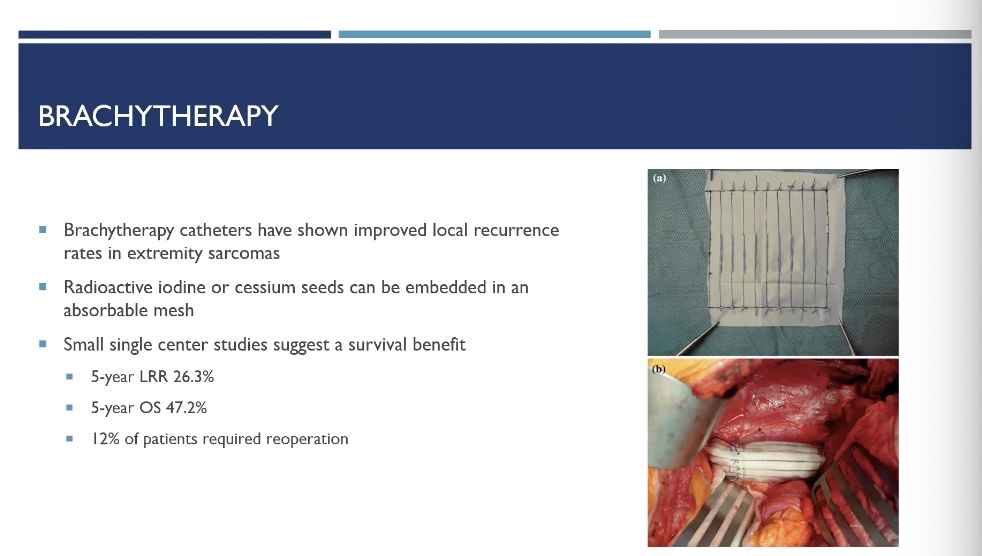 BRACHYTHERAPY
Brachytherapy catheters have shown improved local recurrence
rates in extremity sarcomas
Radioactive iodine or cessium seeds can be embedded in an
absorbable mesh
Small single center studies suggest a survival benefit
5-year LRR 26.3%
5-year OS 47.2%
12% of patients required reoperation
(a)
(b)